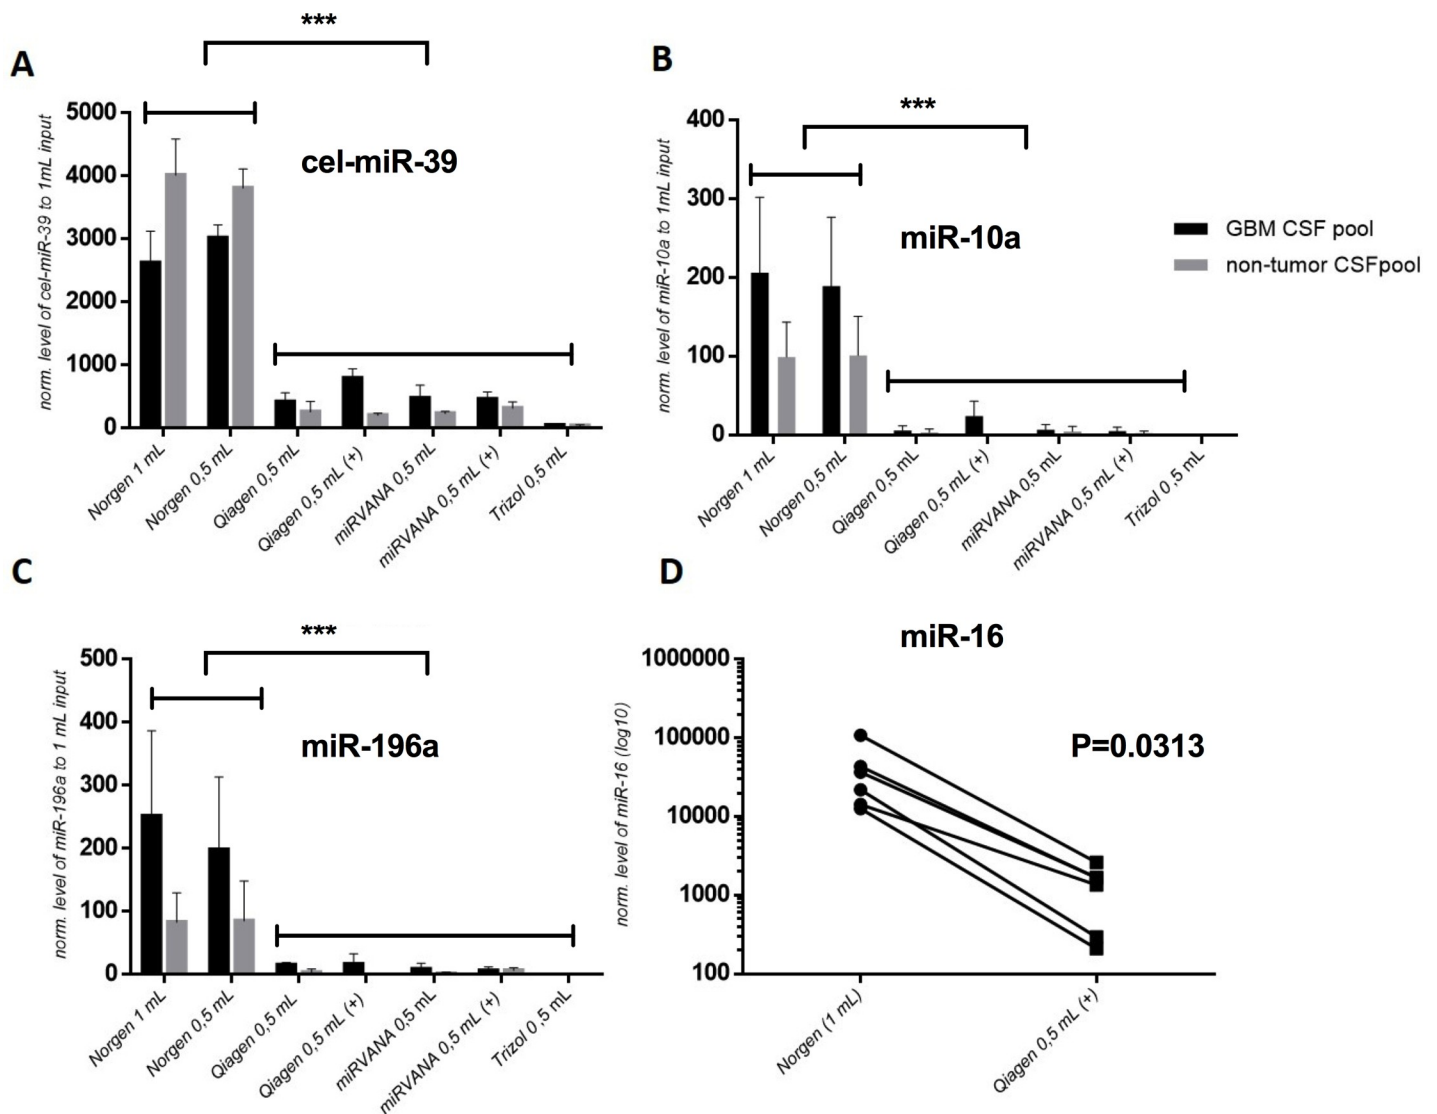 A
***
norm. level of cel-miR-39 to 1mL input
5000
4000
3000
2000
1000
0
cel-miR-39
Norgen 1 mL
Norgen 0,5 mL
Qiagen 0,5 mL
Qiagen 0,5 mL (+)
miRVANA 0,5 mL
miRVANA 0,5 mL (+)
Trizol 0,5 mL
B
***
norm. level of miR-10a to 1mL input
400
300
200
100
0
miR-10a
GBM CSF pool
non-tumor CSFpool
Norgen 1 mL
Norgen 0,5 mL
Qiagen 0,5 mL
Qiagen 0,5 mL (+)
miRVANA 0,5 mL
miRVANA 0,5 mL (+)
Trizol 0,5 mL
C
***
norm. level of miR-196a to 1 mL input
500
400
300
200
100
0
miR-196a
Norgen 1 mL
Norgen 0,5 mL
Qiagen 0,5 mL
Qiagen 0,5 mL (+)
miRVANA 0,5 mL
miRVANA 0,5 mL (+)
Trizol 0,5 mL
D
miR-16
norm. level of miR-16 (log10)
1000000
100000
10000
1000
100
P=0.0313
Norgen (1 mL)
Qiagen 0,5 mL (+)